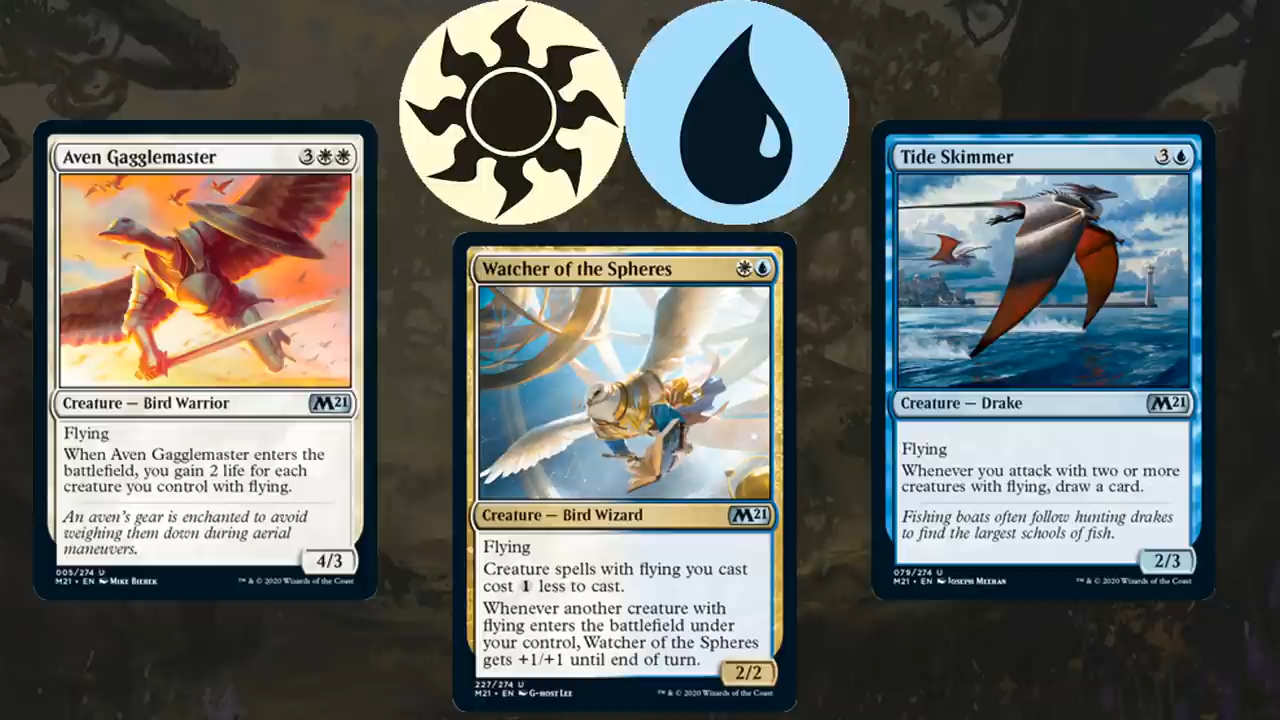 Aven Gagglemaster 3
Creature — Bird Warrior M21
Flying
When Aven Gagglemaster enters the
battlefield, you gain 2 life for each
creature you control with flying.
An aven's gear is enchanted to avoid
weighing them down during aerial
maneuvers.
4/3
005/274 U
M21 • EN Mike Bierek ™ & © 2020 Wizards of the Coast
Watcher of the Spheres
Creature — Bird Wizard M21
Flying
Creature spells with flying you cast
cost 1 less to cast.
Whenever another creature with
flying enters the battlefield under
your control, Watcher of the Spheres
gets +1/+1 until end of turn.
2/2
227/274 U
M21 • EN G-host Lee ™ & © 2020 Wizards of the Coast
Tide Skimmer 3
Creature — Drake M21
Flying
Whenever you attack with two or more
creatures with flying, draw a card.
Fishing boats often follow hunting drakes
to find the largest schools of fish.
2/3
079/274 U
M21 • EN Joseph Meehan ™ & © 2020 Wizards of the Coast